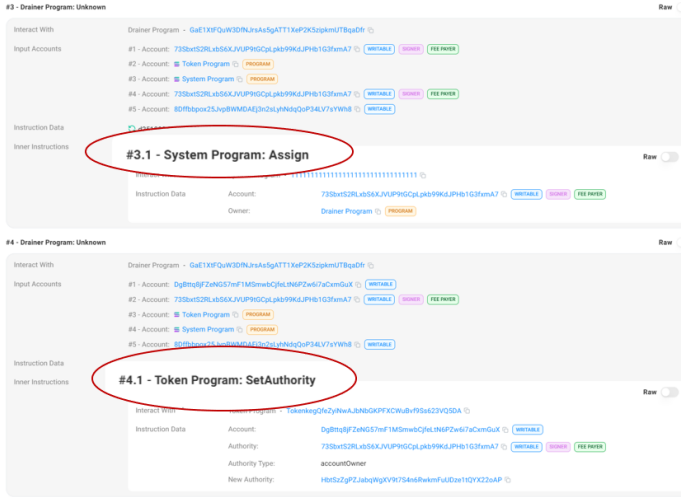 #3 - Drainer Program: Unknown Raw
Interact With Drainer Program - GaE1XtFQuW3DfNJrsAs5gATT1XeP2K5zipkmUTBqaDfr
Input Accounts #1 - Account: 73SbxtS2RLxbS6XJVUP9tGCpLpkb99KdJPHb1G3fxmA7 WRITABLE SIGNER FEE PAYER
#2 - Account: Token Program PROGRAM
#3 - Account: System Program PROGRAM
#4 - Account: 73SbxtS2RLxbS6XJVUP9tGCpLpkb99KdJPHb1G3fxmA7 WRITABLE SIGNER FEE PAYER
#5 - Account: 8Dffbbpox25JvpBWMDAEj3n2sLyhNdqQoP34LV7sYWh8 WRITABLE
Instruction Data
Inner Instructions #3.1 - System Program: Assign Raw
Instruction Data Account: 73SbxtS2RLxbS6XJVUP9tGCpLpkb99KdJPHb1G3fxmA7 WRITABLE SIGNER FEE PAYER
Owner: Drainer Program PROGRAM
#4 - Drainer Program: Unknown Raw
Interact With Drainer Program - GaE1XtFQuW3DfNJrsAs5gATT1XeP2K5zipkmUTBqaDfr
Input Accounts #1 - Account: DgBttq8jFZeNG57mF1MSmwbCjfeLtN6PZw6i7aCxmGuX WRITABLE
#2 - Account: 73SbxtS2RLxbS6XJVUP9tGCpLpkb99KdJPHb1G3fxmA7 WRITABLE SIGNER FEE PAYER
#3 - Account: Token Program PROGRAM
#4 - Account: System Program PROGRAM
#5 - Account: 8Dffbbpox25JvpBWMDAEj3n2sLyhNdqQoP34LV7sYWh8 WRITABLE
Instruction Data
Inner Instructions #4.1 - Token Program: SetAuthority Raw
Interact With Token Program - TokenkegQfeZyiNwAJbNbGKPFXCWuBvf9Ss623VQ5DA
Instruction Data Account: DgBttq8jFZeNG57mF1MSmwbCjfeLtN6PZw6i7aCxmGuX WRITABLE
Authority: 73SbxtS2RLxbS6XJVUP9tGCpLpkb99KdJPHb1G3fxmA7 WRITABLE SIGNER FEE PAYER
Authority Type: accountOwner
New Authority: HbtSzZgPZJabqWgXV9t7S4n6RwkmFuUDze1tQYX22oAP